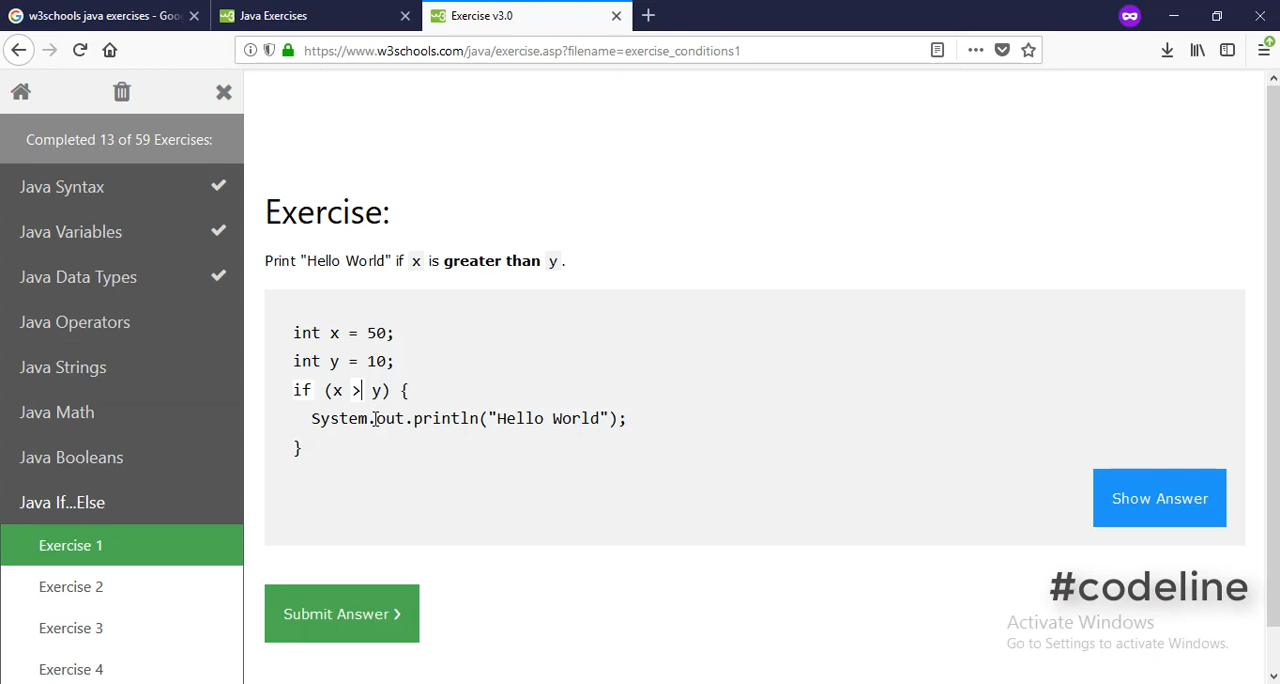 w3schools java exercises - Goo
Java Exercises
Exercise v3.0
https://www.w3schools.com/java/exercise.asp?filename=exercise_conditions1
Completed 13 of 59 Exercises:
Java Syntax
Java Variables
Java Data Types
Java Operators
Java Strings
Java Math
Java Booleans
Java If...Else
Exercise 1
Exercise 2
Exercise 3
Exercise 4
Exercise:
Print "Hello World" if x is greater than y.
int x = 50;
int y = 10;
if (x > y) {
System.out.println("Hello World");
}
Show Answer
Submit Answer ❯
#codeline
Activate Windows
Go to Settings to activate Windows.